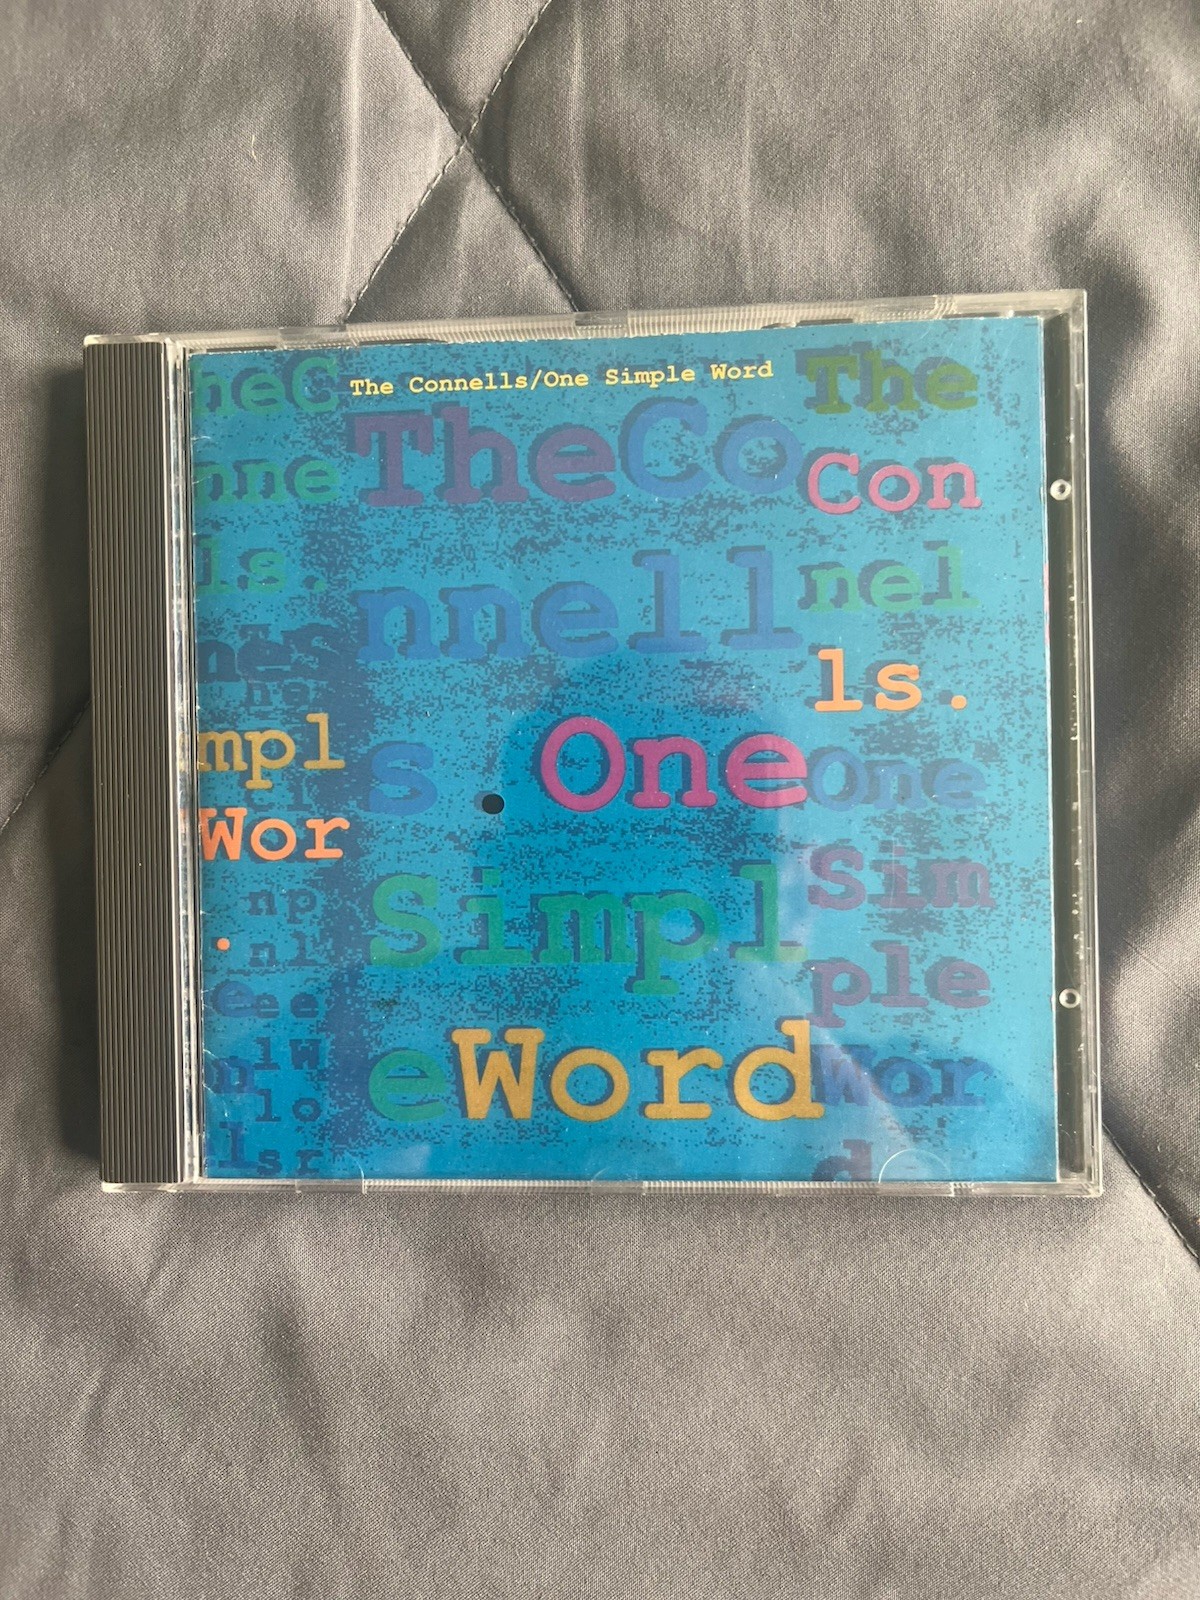 The Connells/One Simple Word
heC
nne
ls.
mpl
Wor
.
TheCo
nnell
s. One
Simpl
eWord
The
Con
nel
ls.
One
Sim
ple
Wor
d